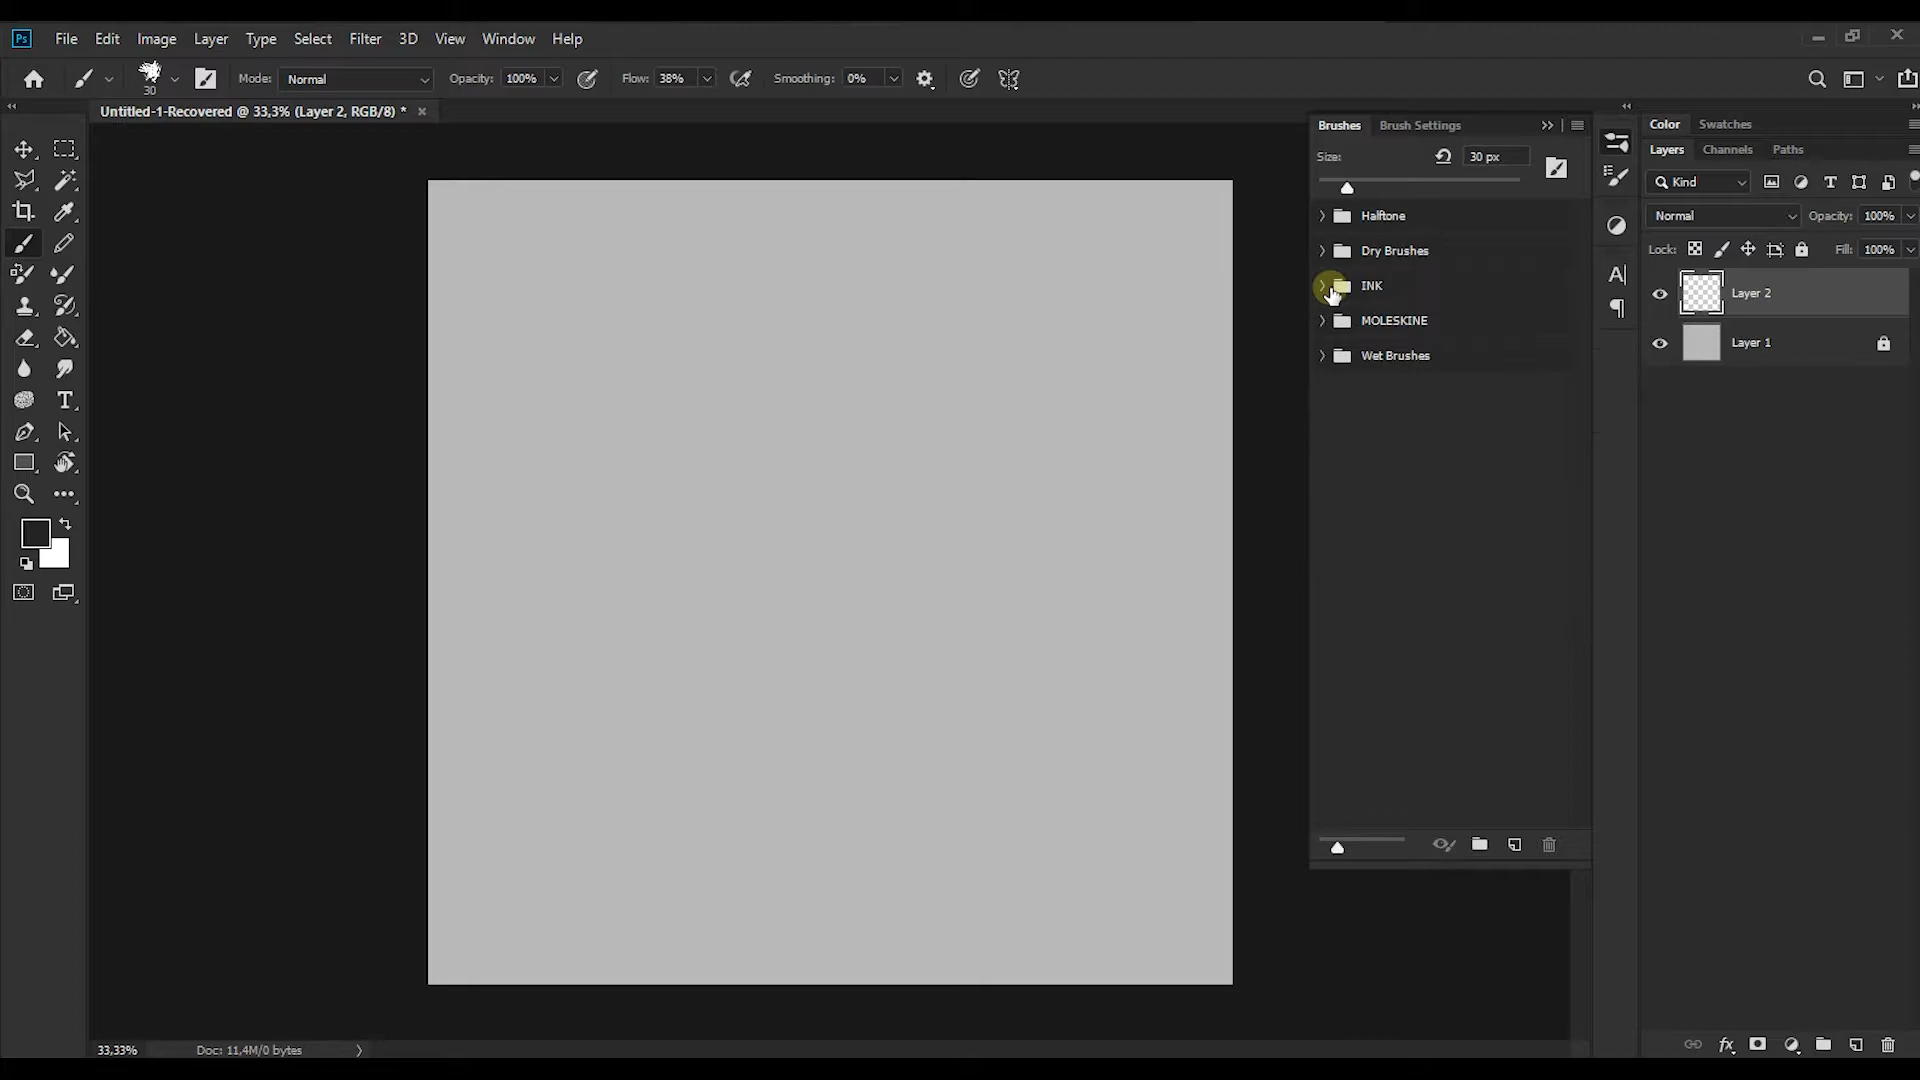 Ps File Edit Image Layer Type Select Filter 3D View Window Help
30 Mode: Normal Opacity: 100% Flow: 38% Smoothing: 0%
Untitled-1-Recovered @ 33,3% (Layer 2, RGB/8) *
Brushes Brush Settings
Size: 30 px
Halftone
Dry Brushes
INK
MOLESKINE
Wet Brushes
Color Swatches
Layers Channels Paths
Kind
Normal Opacity: 100%
Lock: Fill: 100%
Layer 2
Layer 1
33,33% Doc: 11,4M/0 bytes